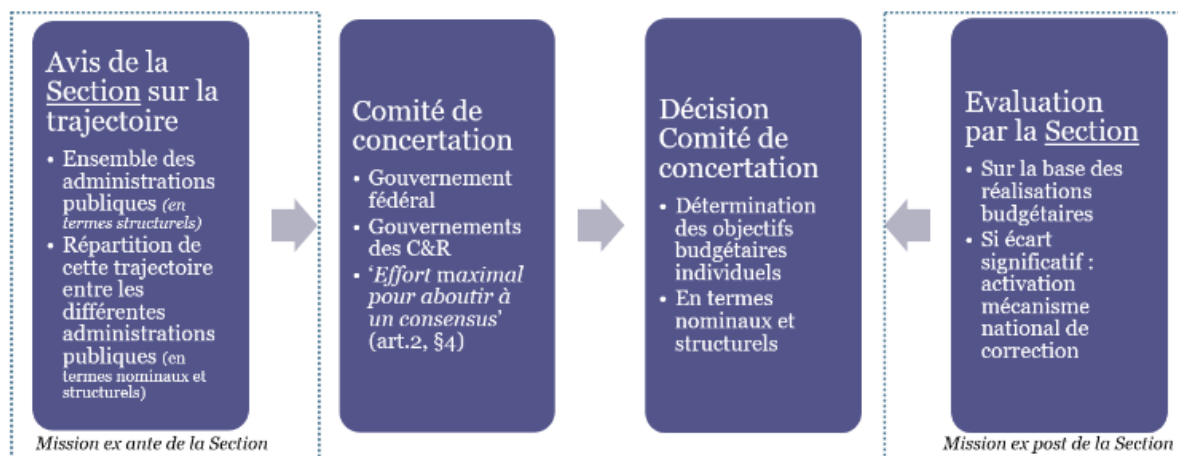 Avis de la
Section sur la
trajectoire
• Ensemble des
administrations
publiques (en
termes structurels)
• Répartition de
cette trajectoire
entre les
différentes
administrations
publiques (en
termes nominaux et
structurels)
Mission ex ante de la Section
Comité de
concertation
• Gouvernement
fédéral
• Gouvernements
des C&R
• ‘Effort maximal
pour aboutir à
un consensus’
(art.2, §4)
Décision
Comité de
concertation
• Détermination
des objectifs
budgétaires
individuels
• En termes
nominaux et
structurels
Evaluation
par la Section
• Sur la base des
réalisations
budgétaires
• Si écart
significatif :
activation
mécanisme
national de
correction
Mission ex post de la Section